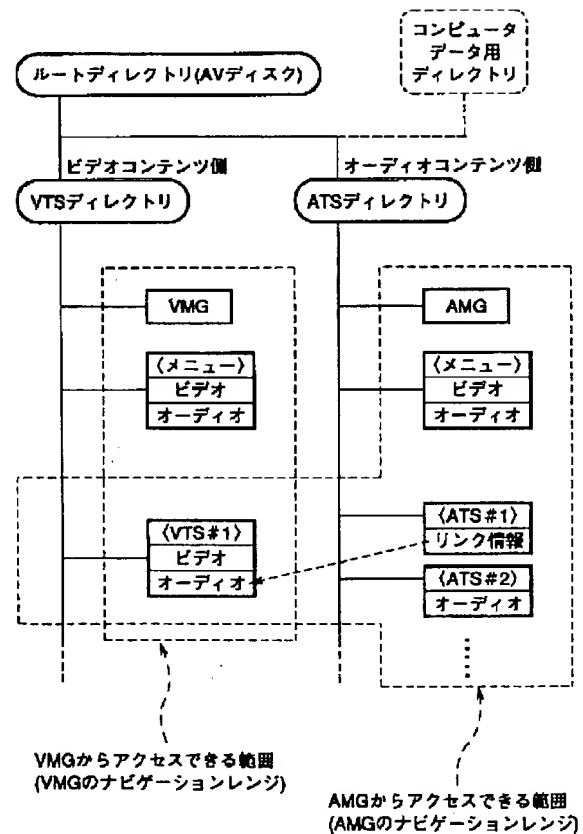 コンピュータ
データ用
ディレクトリ
ルートディレクトリ(AVディスク)
ビデオコンテンツ側
オーディオコンテンツ側
VTSディレクトリ
ATSディレクトリ
VMG
AMG
〈メニュー〉
ビデオ
オーディオ
〈メニュー〉
ビデオ
オーディオ
〈VTS#1〉
ビデオ
オーディオ
〈ATS#1〉
リンク情報
〈ATS#2〉
オーディオ
VMGからアクセスできる範囲
(VMGのナビゲーションレンジ)
AMGからアクセスできる範囲
(AMGのナビゲーションレンジ)